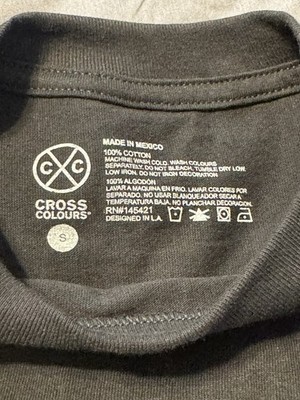 C C
CROSS
COLOURS
S
MADE IN MEXICO
100% COTTON
MACHINE WASH COLD. WASH COLOURS
SEPARATELY. DO NOT BLEACH, TUMBLE DRY LOW.
LOW IRON. DO NOT IRON DECORATION
100% ALGODÓN
LAVAR A MAQUINA EN FRIO. LAVAR COLORES POR
SEPARADO. NO USAR BLANQUEADOR SECAR A
TEMPERATURA BAJA. NO PLANCHAR DECORACION.
RN#145421
DESIGNED IN L.A.